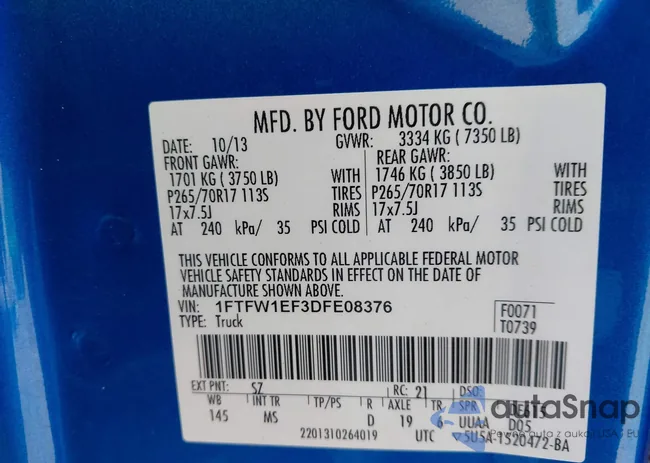 MFD. BY FORD MOTOR CO.
DATE: 10/13 GVWR: 3334 KG ( 7350 LB)
FRONT GAWR: REAR GAWR:
1701 KG ( 3750 LB) WITH 1746 KG ( 3850 LB) WITH
P265/70R17 113S TIRES P265/70R17 113S TIRES
17x7.5J RIMS 17x7.5J RIMS
AT 240 kPa/ 35 PSI COLD AT 240 kPa/ 35 PSI COLD
THIS VEHICLE CONFORMS TO ALL APPLICABLE FEDERAL MOTOR
VEHICLE SAFETY STANDARDS IN EFFECT ON THE DATE OF
MANUFACTURE SHOWN ABOVE.
VIN: 1FTFW1EF3DFE08376 F0071
TYPE: Truck T0739
EXT PNT: SZ RC: 21 DSO:
WB INT TR TP/PS R AXLE TR SPR
145 MS D 19 6 UUAA D05
2201310264019 UTC 5U5A-1520472-BA
autoSnap